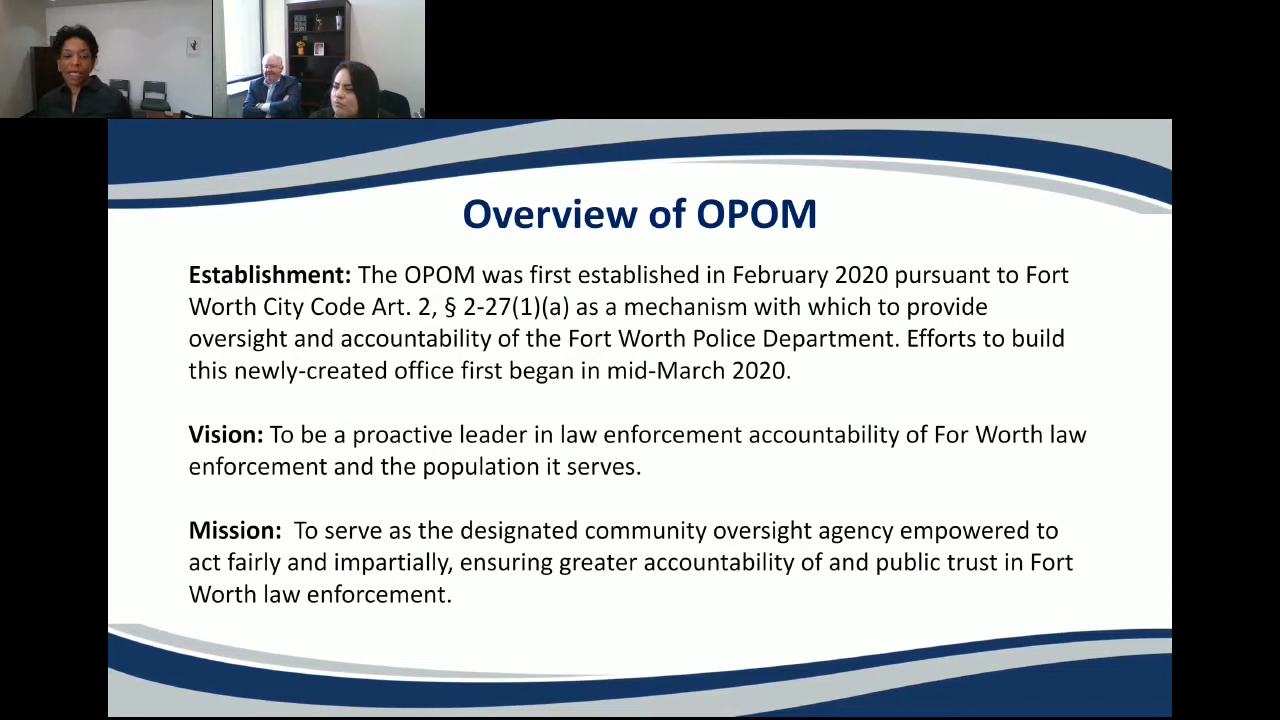 Overview of OPOM
Establishment: The OPOM was first established in February 2020 pursuant to Fort
Worth City Code Art. 2, § 2-27(1)(a) as a mechanism with which to provide
oversight and accountability of the Fort Worth Police Department. Efforts to build
this newly-created office first began in mid-March 2020.
Vision: To be a proactive leader in law enforcement accountability of For Worth law
enforcement and the population it serves.
Mission:  To serve as the designated community oversight agency empowered to
act fairly and impartially, ensuring greater accountability of and public trust in Fort
Worth law enforcement.